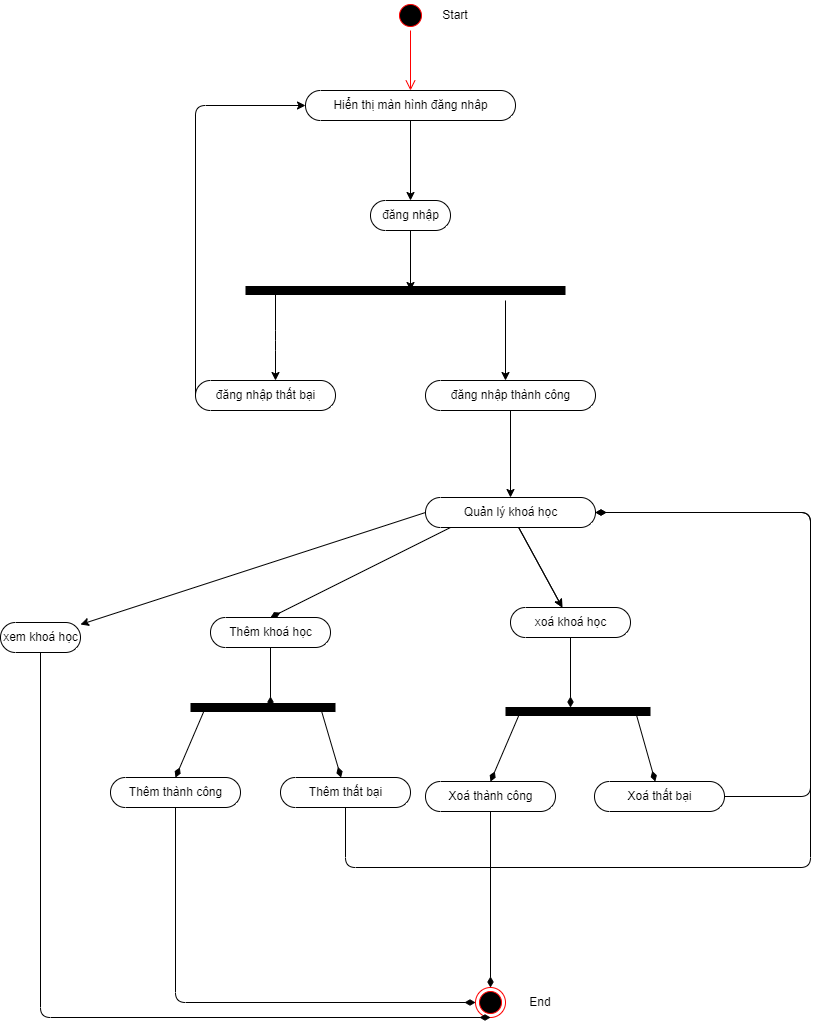 Start
Hiển thị màn hình đăng nhâp
đăng nhập
đăng nhập thất bại
đăng nhập thành công
Quản lý khoá học
xem khoá học
Thêm khoá học
xoá khoá học
Thêm thành công
Thêm thất bại
Xoá thành công
Xoá thất bại
End